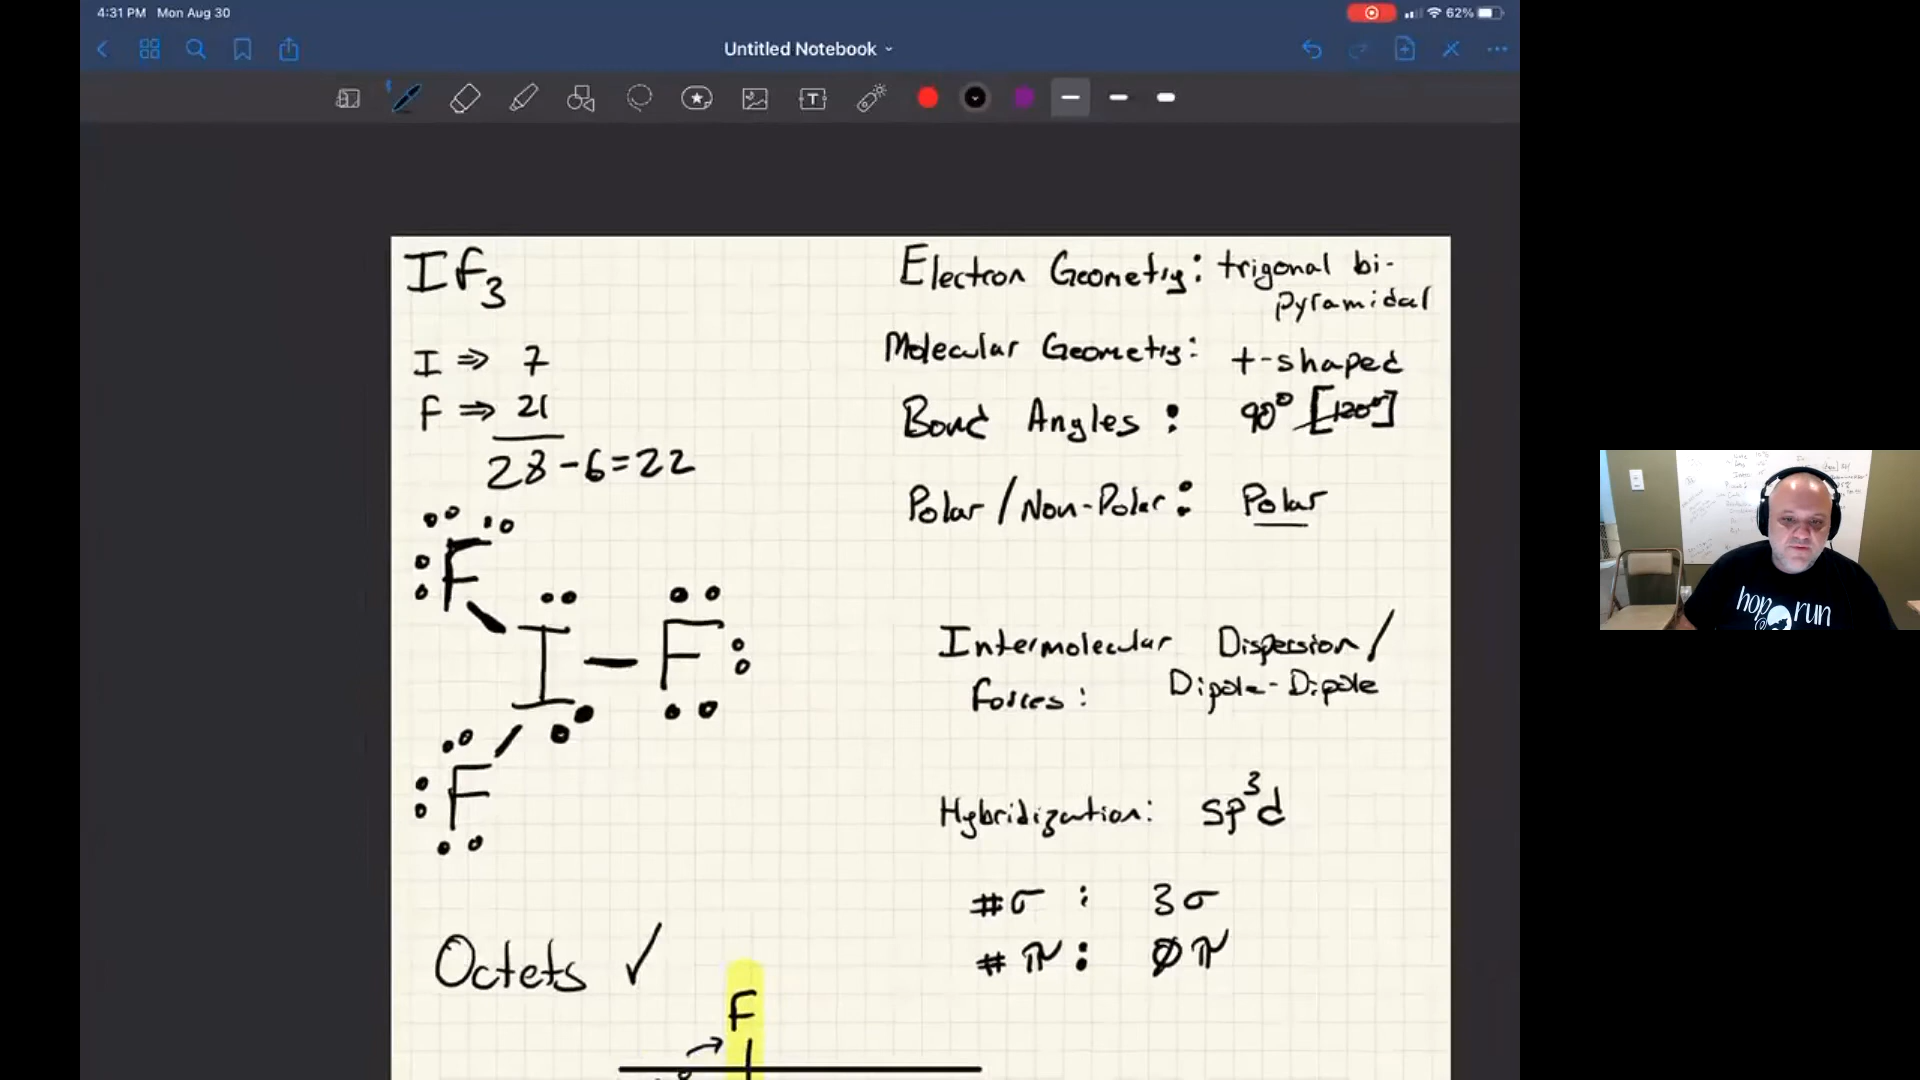 4:31 PM Mon Aug 30
62%
Untitled Notebook
T
IF3
I ⇒ 7
F ⇒ 21
28 - 6 = 22
F
I - F
F
Octets ✓
F
Electron Geometry: trigonal bi-
pyramidal
Molecular Geometry: t-shaped
Bond Angles: 90° [120°]
Polar / Non-Polar: Polar
Intermolecular Dispersion /
Forces: Dipole-Dipole
Hybridization: sp³d
#σ : 3σ
#π : Øπ
hop run